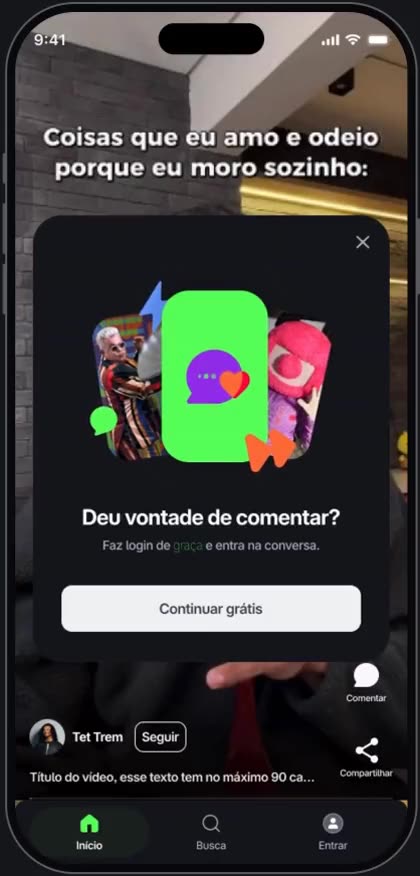 9:41
Coisas que eu amo e odeio
porque eu moro sozinho:
Deu vontade de comentar?
Faz login de graça e entra na conversa.
Continuar grátis
Comentar
Tet Trem
Seguir
Compartilhar
Título do vídeo, esse texto tem no máximo 90 ca...
Início
Busca
Entrar